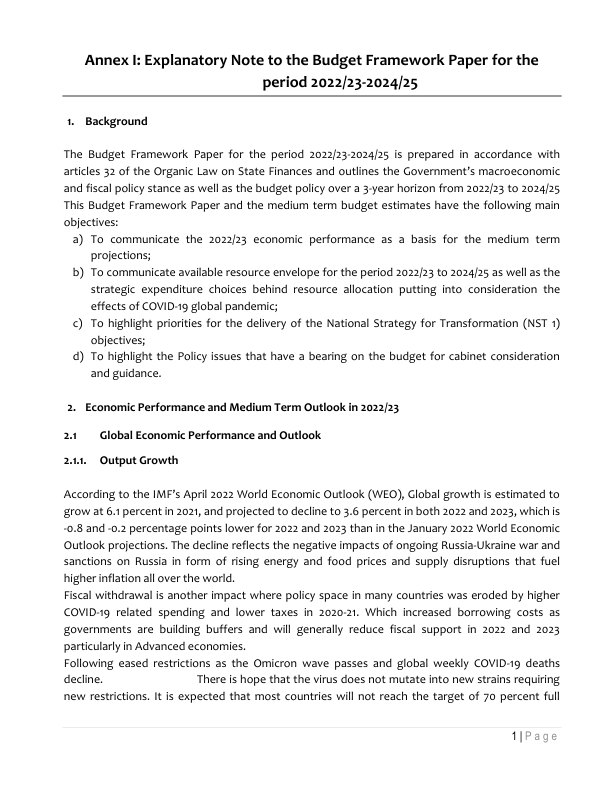 Annex I: Explanatory Note to the Budget Framework Paper for the
period 2022/23-2024/25
1. Background
The Budget Framework Paper for the period 2022/23-2024/25 is prepared in accordance with
articles 32 of the Organic Law on State Finances and outlines the Government's macroeconomic
and fiscal policy stance as well as the budget policy over a 3-year horizon from 2022/23 to 2024/25
This Budget Framework Paper and the medium term budget estimates have the following main
objectives:
a) To communicate the 2022/23 economic performance as a basis for the medium term
projections;
b) To communicate available resource envelope for the period 2022/23 to 2024/25 as well as the
strategic expenditure choices behind resource allocation putting into consideration the
effects of COVID-19 global pandemic;
c) To highlight priorities for the delivery of the National Strategy for Transformation (NST 1)
objectives;
d) To highlight the Policy issues that have a bearing on the budget for cabinet consideration
and guidance.
2. Economic Performance and Medium Term Outlook in 2022/23
2.1 Global Economic Performance and Outlook
2.1.1. Output Growth
According to the IMF's April 2022 World Economic Outlook (WEO), Global growth is estimated to
grow at 6.1 percent in 2021, and projected to decline to 3.6 percent in both 2022 and 2023, which is
-0.8 and -0.2 percentage points lower for 2022 and 2023 than in the January 2022 World Economic
Outlook projections. The decline reflects the negative impacts of ongoing Russia-Ukraine war and
sanctions on Russia in form of rising energy and food prices and supply disruptions that fuel
higher inflation all over the world.
Fiscal withdrawal is another impact where policy space in many countries was eroded by higher
COVID-19 related spending and lower taxes in 2020-21. Which increased borrowing costs as
governments are building buffers and will generally reduce fiscal support in 2022 and 2023
particularly in Advanced economies.
Following eased restrictions as the Omicron wave passes and global weekly COVID-19 deaths
decline. There is hope that the virus does not mutate into new strains requiring
new restrictions. It is expected that most countries will not reach the target of 70 percent full
1 | Page